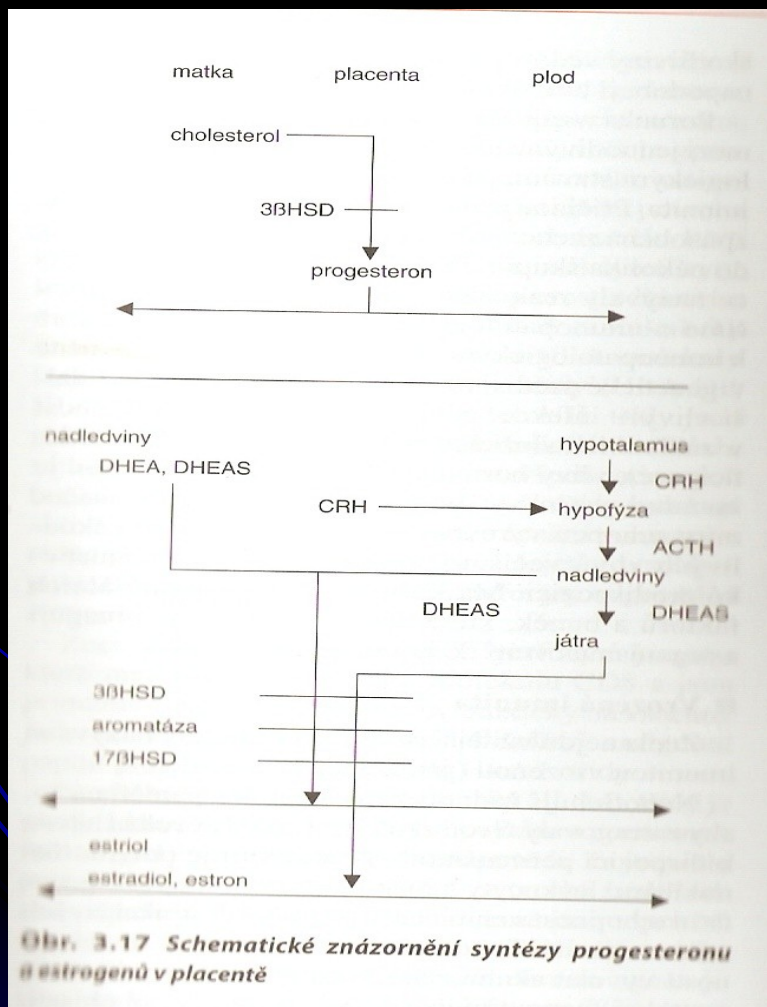 matka placenta plod
cholesterol
3βHSD
progesteron
nadledviny
hypotalamus
DHEA, DHEAS
CRH
CRH
hypofýza
ACTH
nadledviny
DHEAS
DHEAS
játra
3βHSD
aromatáza
17βHSD
estriol
estradiol, estron
Obr. 3.17 Schematické znázornění syntézy progesteronu
a estrogenů v placentě